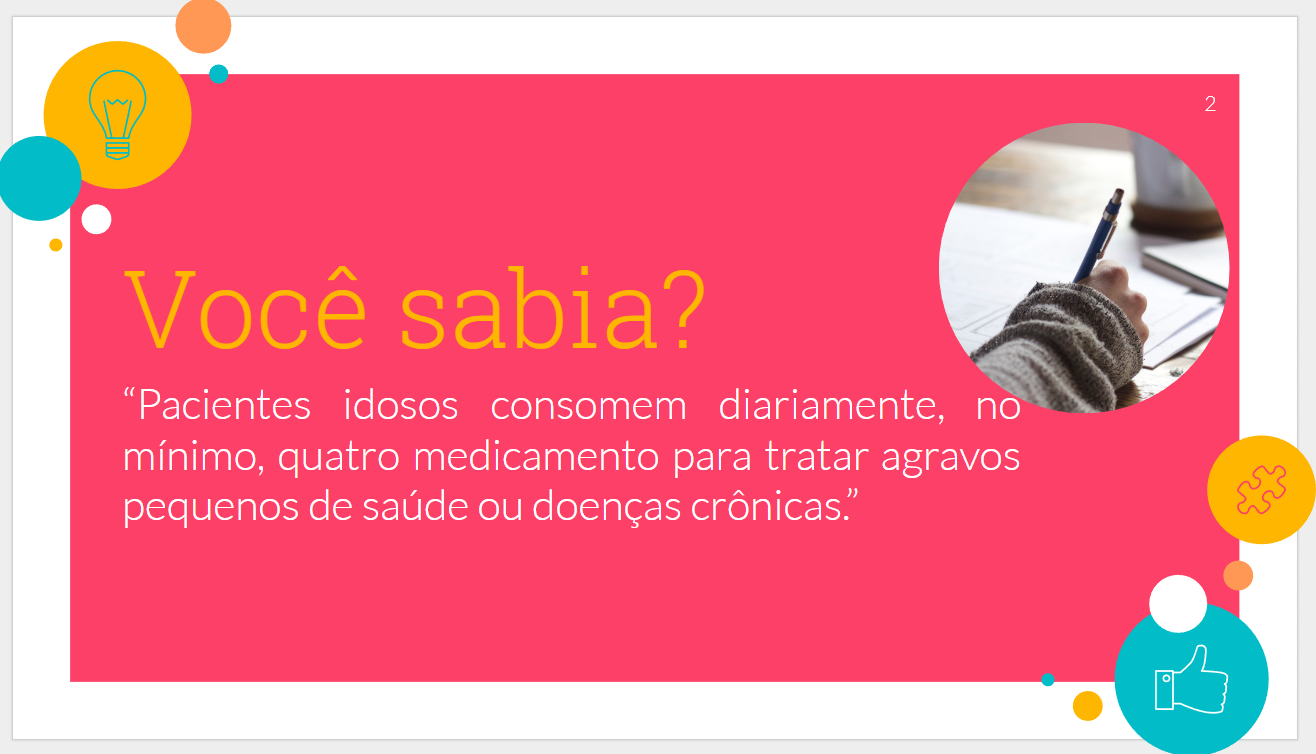 2
Você sabia?
“Pacientes idosos consomem diariamente, no
mínimo, quatro medicamento para tratar agravos
pequenos de saúde ou doenças crônicas.”